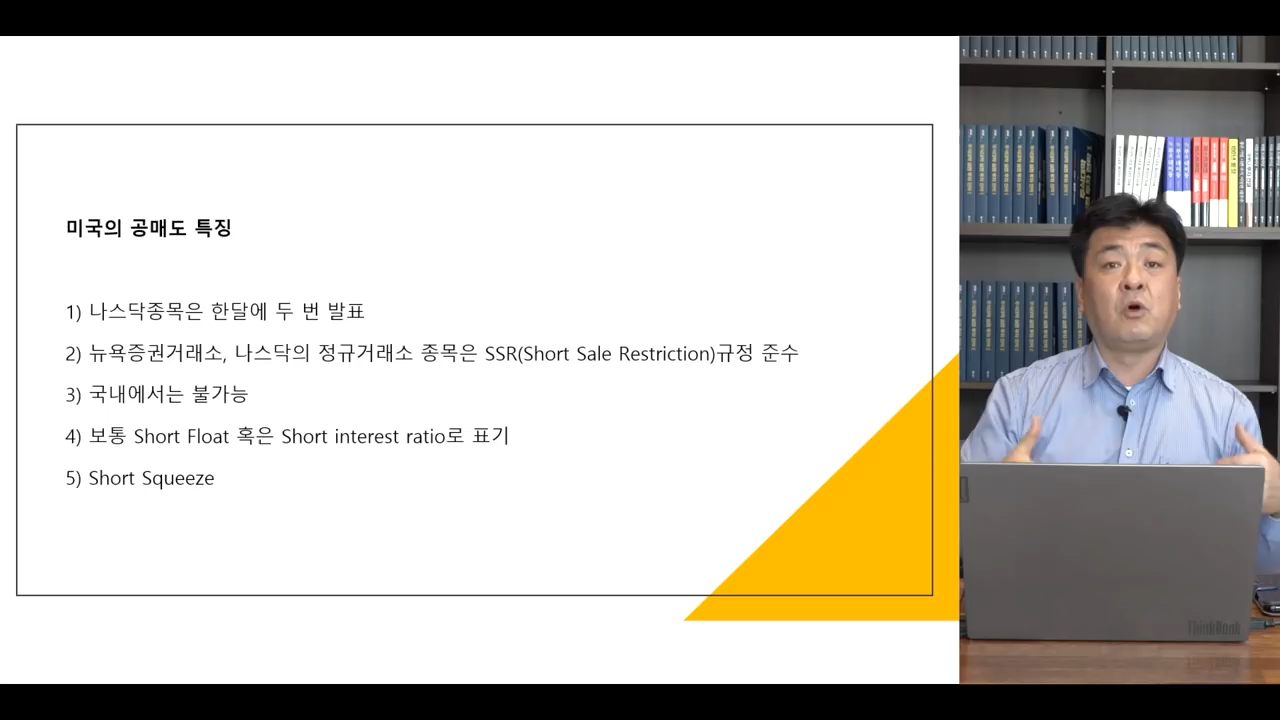 미국의 공매도 특징
1) 나스닥종목은 한달에 두 번 발표
2) 뉴욕증권거래소, 나스닥의 정규거래소 종목은 SSR(Short Sale Restriction)규정 준수
3) 국내에서는 불가능
4) 보통 Short Float 혹은 Short interest ratio로 표기
5) Short Squeeze
ThinkBook